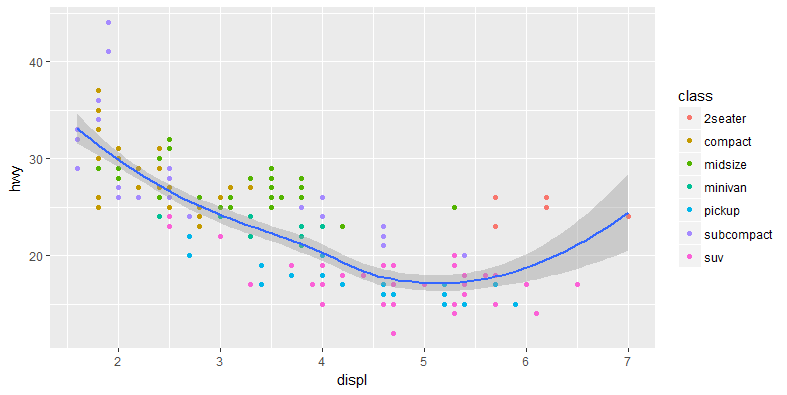 hwy
40
30
20
2
3
4
5
6
7
displ
class
2seater
compact
midsize
minivan
pickup
subcompact
suv